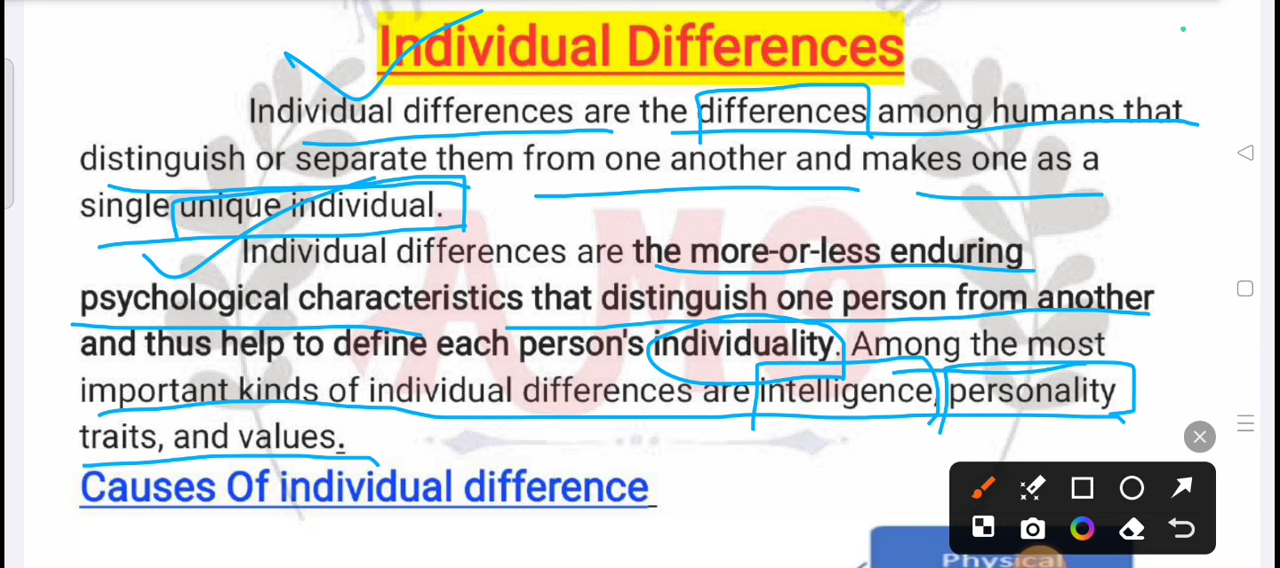 Individual Differences
Individual differences are the differences among humans that
distinguish or separate them from one another and makes one as a
single unique individual.
Individual differences are the more-or-less enduring
psychological characteristics that distinguish one person from another
and thus help to define each person's individuality. Among the most
important kinds of individual differences are intelligence, personality
traits, and values.
Causes Of individual difference
Physical
AMO